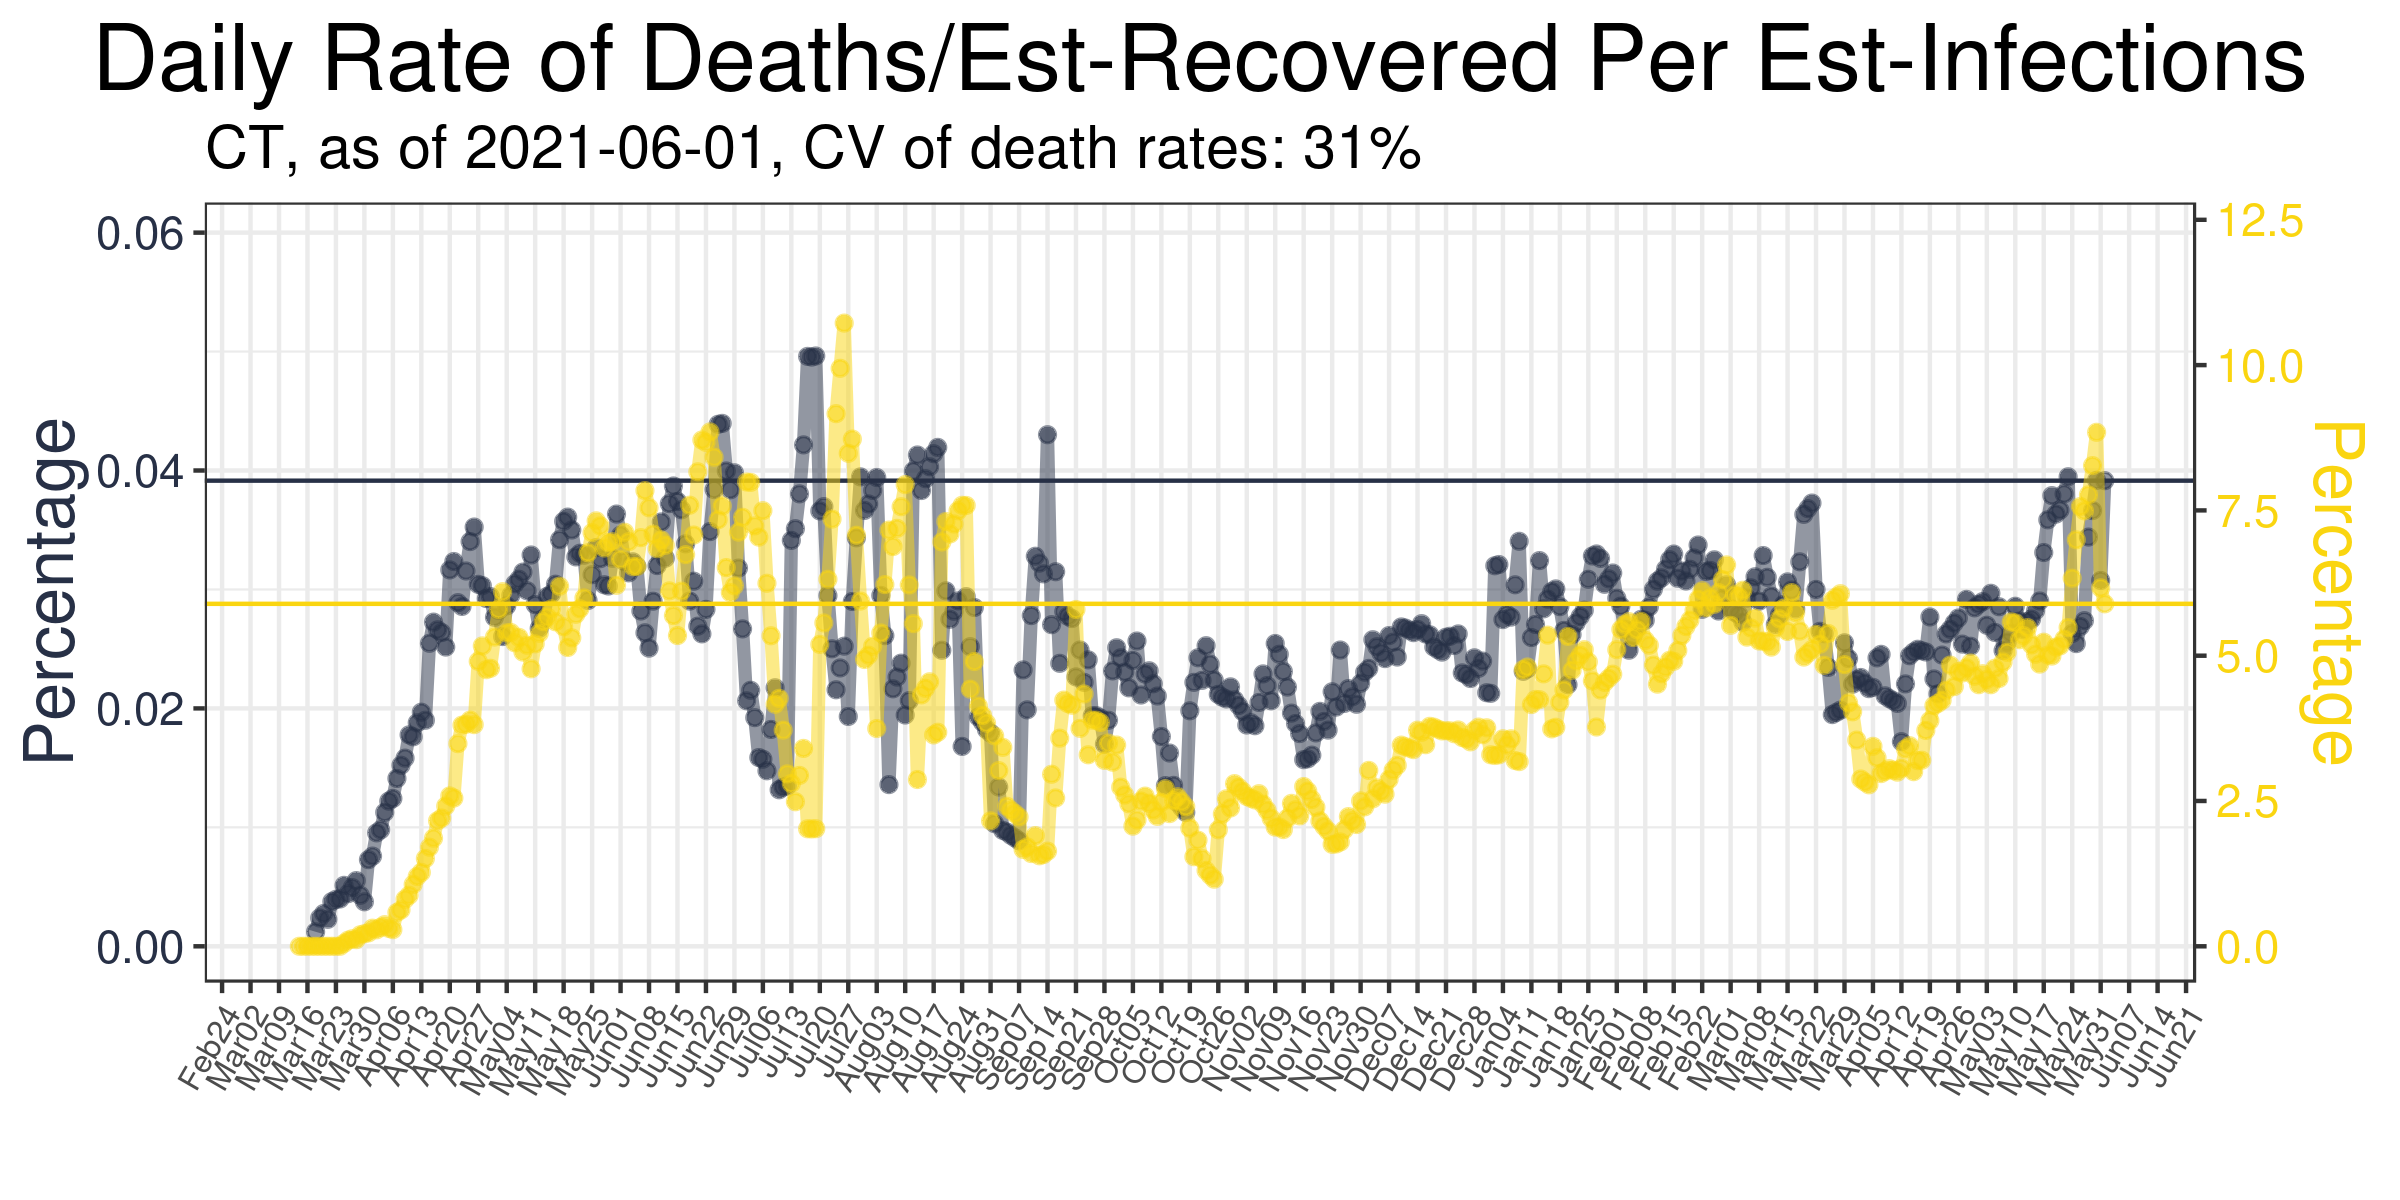 Daily Rate of Deaths/Est-Recovered Per Est-Infections
CT, as of 2021-06-01, CV of death rates: 31%
Percentage
0.06
0.04
0.02
0.00
12.5
10.0
7.5
5.0
2.5
0.0
Percentage
Feb24
Mar02
Mar09
Mar16
Mar23
Mar30
Apr06
Apr13
Apr20
Apr27
May04
May11
May18
May25
Jun01
Jun08
Jun15
Jun22
Jun29
Jul06
Jul13
Jul20
Jul27
Aug03
Aug10
Aug17
Aug24
Aug31
Sep07
Sep14
Sep21
Sep28
Oct05
Oct12
Oct19
Oct26
Nov02
Nov09
Nov16
Nov23
Nov30
Dec07
Dec14
Dec21
Dec28
Jan04
Jan11
Jan18
Jan25
Feb01
Feb08
Feb15
Feb22
Mar01
Mar08
Mar15
Mar22
Mar29
Apr05
Apr12
Apr19
Apr26
May03
May10
May17
May24
May31
Jun07
Jun14
Jun21